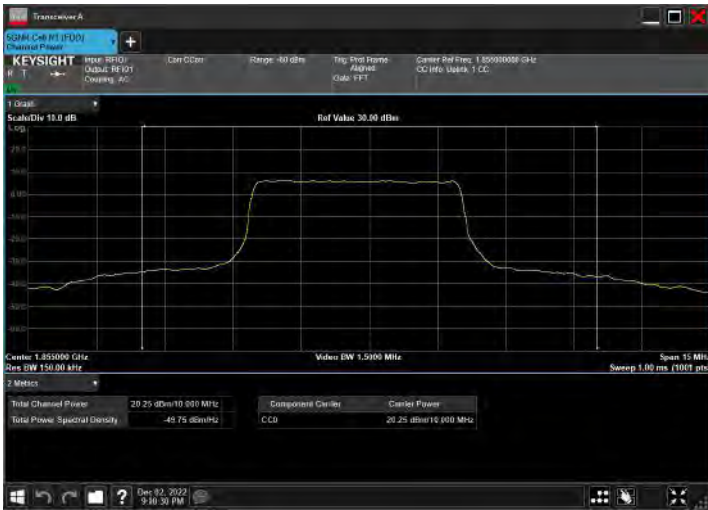 Transceiver A
5GNR-Cell N1 (FDD)
Channel Power
KEYSIGHT
R T
Input: RFIO1
Output: RFIO1
Coupling: AC
Corr CCorr
Range: -60 dBm
Trig: Prot Frame
Aligned
Gate: FFT
Carrier Ref Freq: 1.855000000 GHz
CC Info: Uplink, 1 CC
1 Graph
Scale/Div 10.0 dB
Ref Value 30.00 dBm
Log
Center 1.855000 GHz
Video BW 1.5000 MHz
Span 15 MHz
Res BW 150.00 kHz
Sweep 1.00 ms (1001 pts
2 Metrics
Total Channel Power
20.25 dBm/10.000 MHz
Total Power Spectral Density
-49.75 dBm/Hz
Component Carrier
Carrier Power
CC0
20.25 dBm/10.000 MHz
Dec 02, 2022
9:10:30 PM